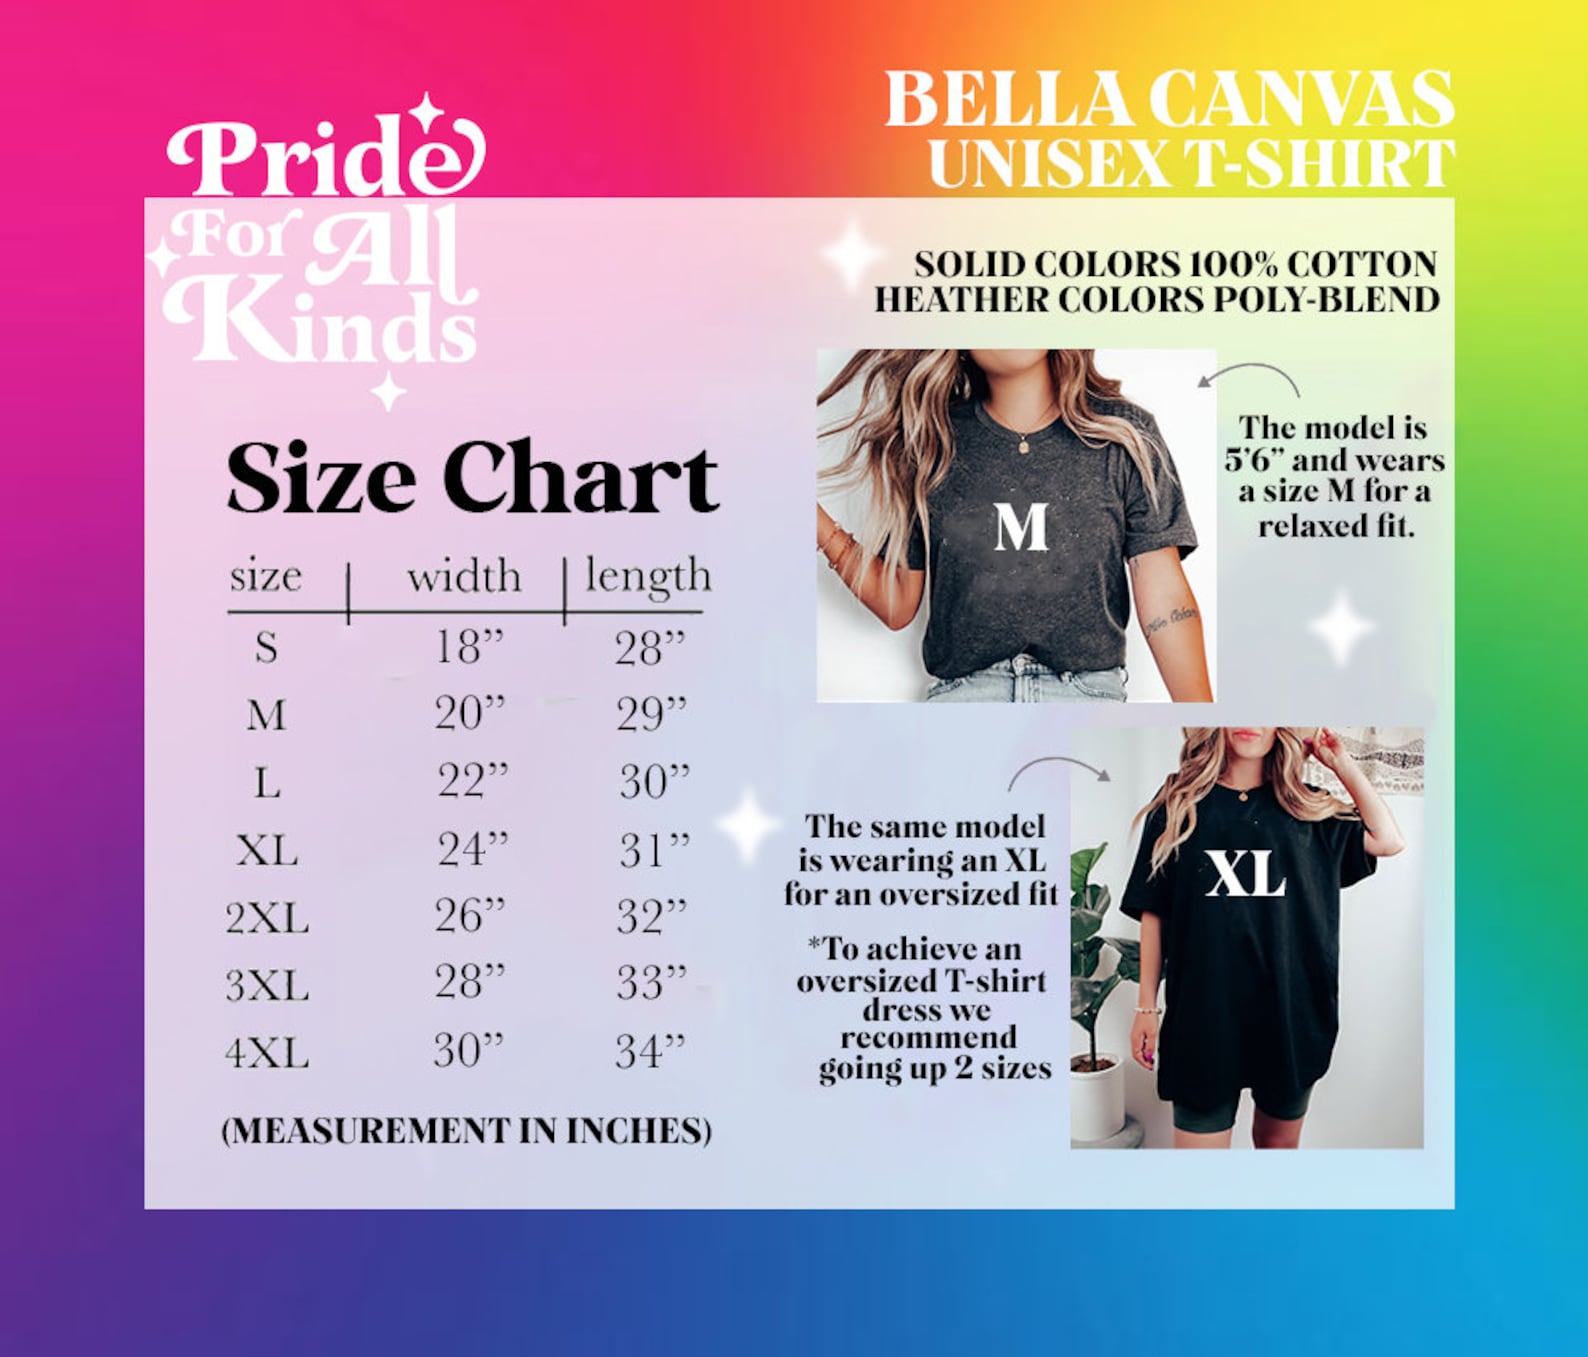 Pride
For All
Kinds
BELLA CANVAS
UNISEX T-SHIRT
SOLID COLORS 100% COTTON
HEATHER COLORS POLY-BLEND
Size Chart
size | width | length
S 18” 28”
M 20” 29”
L 22” 30”
XL 24” 31”
2XL 26” 32”
3XL 28” 33”
4XL 30” 34”
(MEASUREMENT IN INCHES)
M
The model is
5’6” and wears
a size M for a
relaxed fit.
The same model
is wearing an XL
for an oversized fit
*To achieve an
oversized T-shirt
dress we
recommend
going up 2 sizes
XL